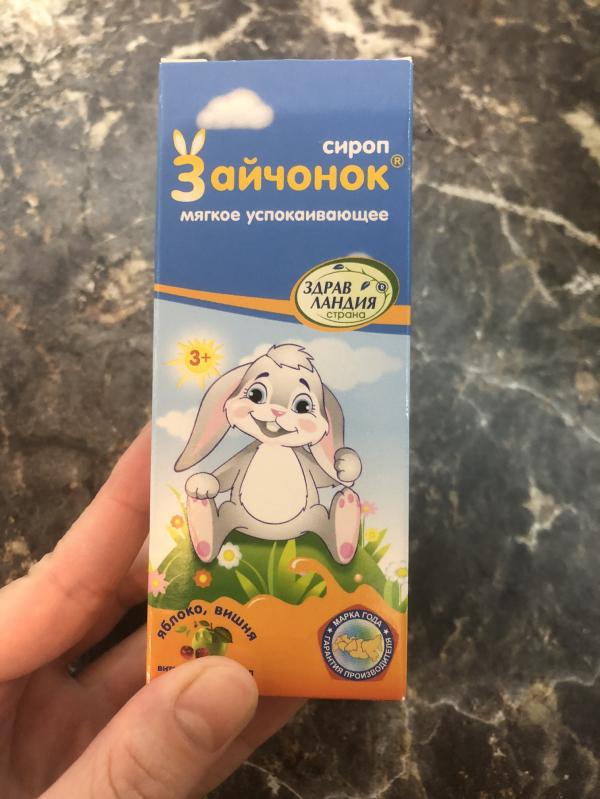 сироп
Зайчонок®
мягкое успокаивающее
ЗДРАВ ®
ЛАНДИЯ
страна
3+
яблоко, вишня
МАРКА ГОДА
ГАРАНТИЯ ПРОИЗВОДИТЕЛЯ